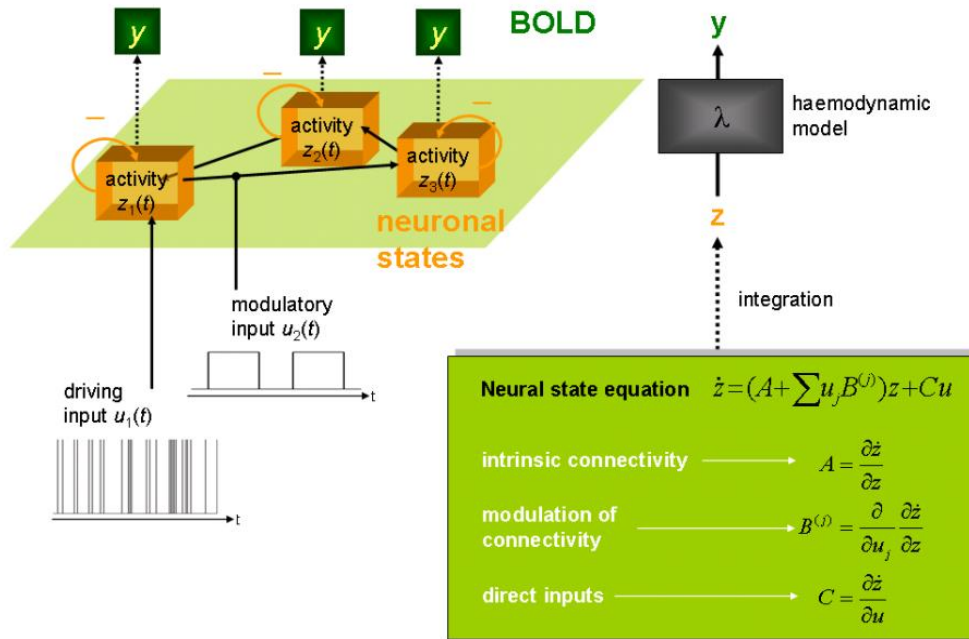 y
y
y
BOLD
y
λ
haemodynamic
model
–
–
–
activity
z₂(t)
activity
z₃(t)
activity
z₁(t)
neuronal
states
z
integration
modulatory
input u₂(t)
t
driving
input u₁(t)
t
Neural state equation ż=(A+∑uⱼB⁽ʲ⁾)z+Cu
intrinsic connectivity A=∂ż/∂z
modulation of
connectivity B⁽ʲ⁾=∂/∂uⱼ ∂ż/∂z
direct inputs C=∂ż/∂u